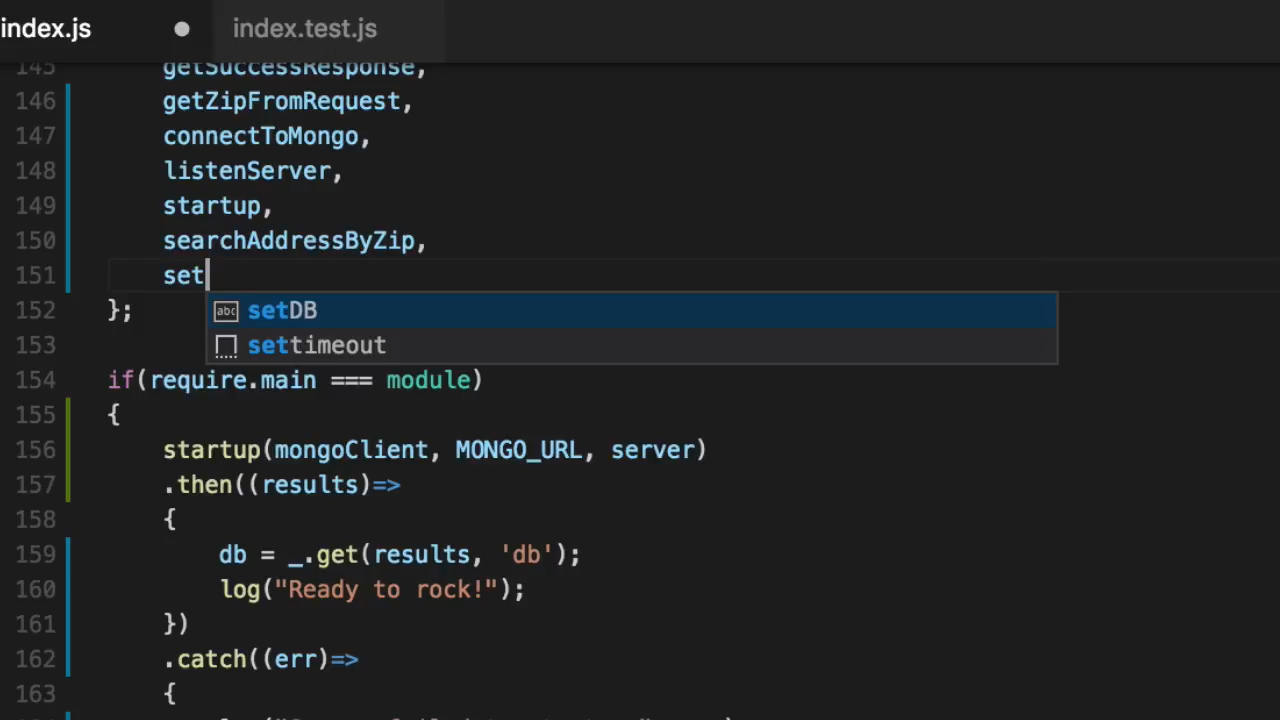 index.js ● index.test.js
145 getSuccessResponse,
146 getZipFromRequest,
147 connectToMongo,
148 listenServer,
149 startup,
150 searchAddressByZip,
151 set
abc setDB
152 };
settimeout
153
154 if(require.main === module)
155 {
156 startup(mongoClient, MONGO_URL, server)
157 .then((results)=>
158 {
159 db = _.get(results, 'db');
160 log("Ready to rock!");
161 })
162 .catch((err)=>
163 {